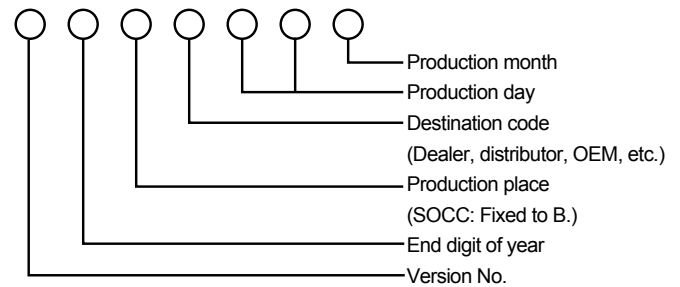 Production month
Production day
Destination code
(Dealer, distributor, OEM, etc.)
Production place
(SOCC: Fixed to B.)
End digit of year
Version No.